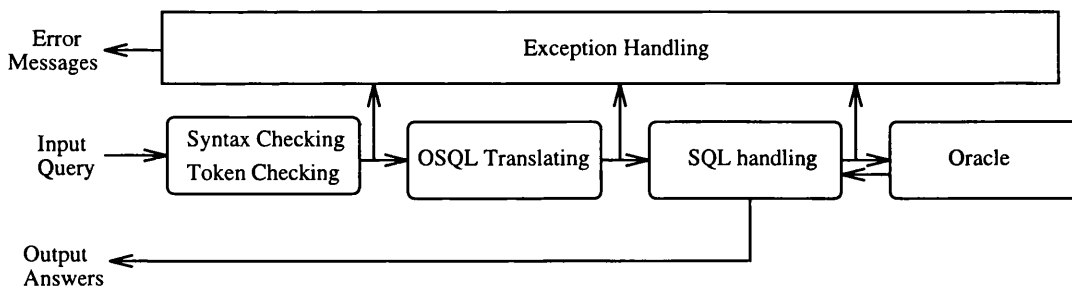 Error
Messages
Exception Handling
Input
Query
Syntax Checking
Token Checking
OSQL Translating
SQL handling
Oracle
Output
Answers